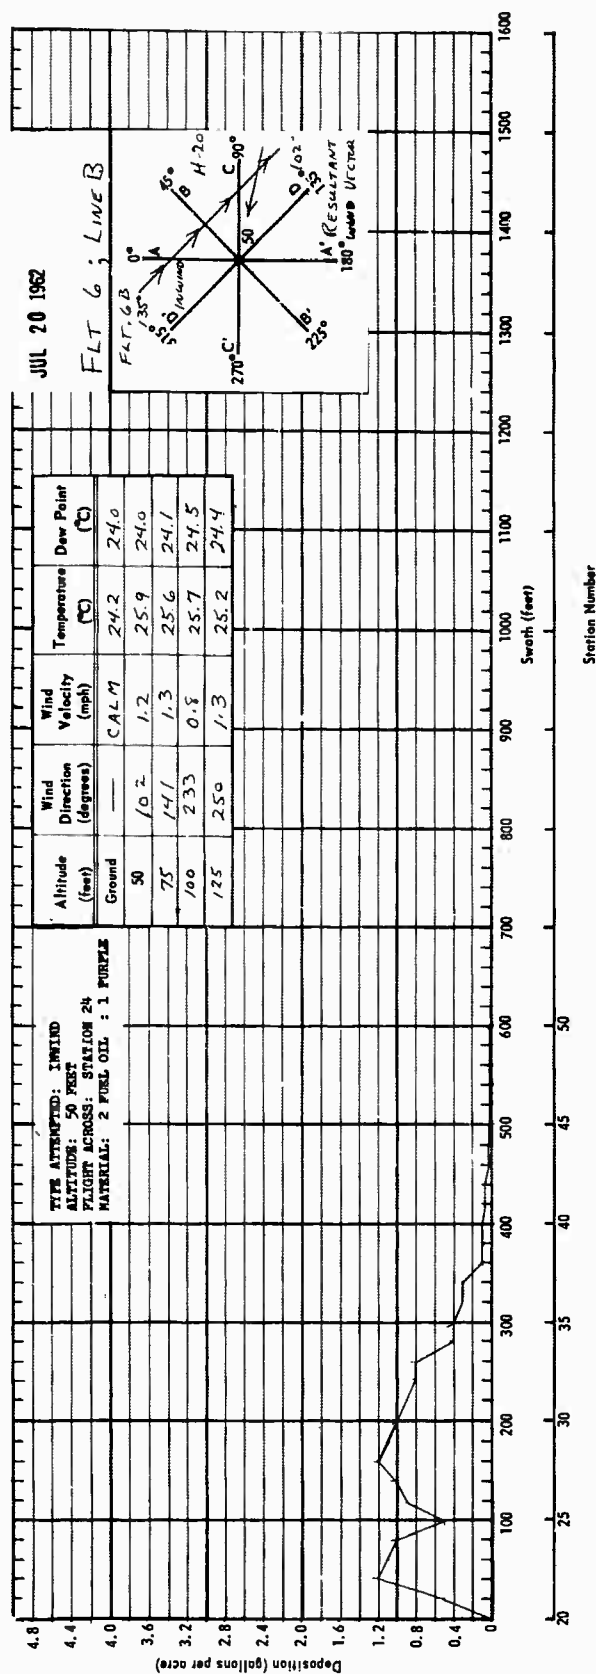 JUL 20 1962
FLT 6 ; LINE B
TYPE ATTEMPTED: INWIND
ALTITUDE: 50 FEET
FLIGHT ACROSS: STATION 24
MATERIAL: 2 FUEL OIL : 1 PURPLE
Altitude (feet) Wind Direction (degrees) Wind Velocity (mph) Temperature (°C) Dew Point (°C)
Ground — CALM 24.2 24.0
50 102 1.2 25.9 24.0
75 141 1.3 25.6 24.1
100 233 0.8 25.7 24.5
125 250 1.3 25.2 24.4
FLT. 6B
135°
INWIND
H-20
0°
A
45°
B
C
90°
102°
D
A'
180°
B'
225°
C'
270°
D'
315°
50
RESULTANT
WIND VECTOR
Deposition (gallons per acre)
4.8
4.4
4.0
3.6
3.2
2.8
2.4
2.0
1.6
1.2
0.8
0.4
0
100 200 300 400 500 600 700 800 900 1000 1100 1200 1300 1400 1500 1600
Swath (feet)
20 25 30 35 40 45 50
Station Number